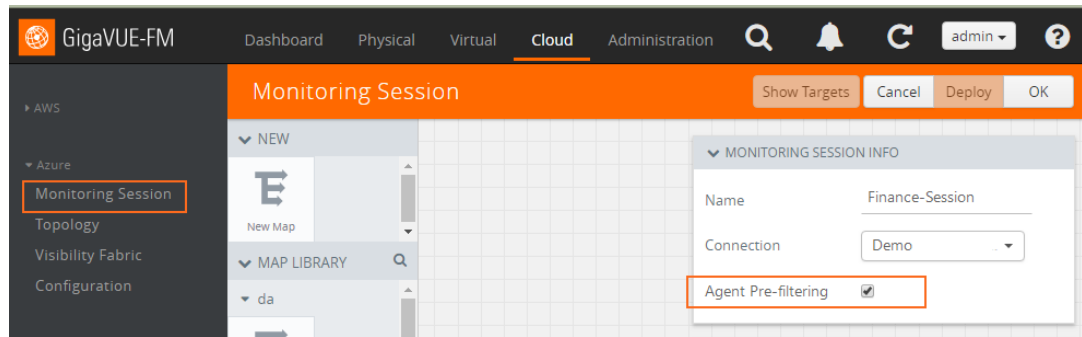 GigaVUE-FM
Dashboard Physical Virtual Cloud Administration admin ?
Monitoring Session
Show Targets Cancel Deploy OK
AWS
Azure
Monitoring Session
Topology
Visibility Fabric
Configuration
NEW
New Map
MAP LIBRARY
da
MONITORING SESSION INFO
Name Finance-Session
Connection Demo
Agent Pre-filtering